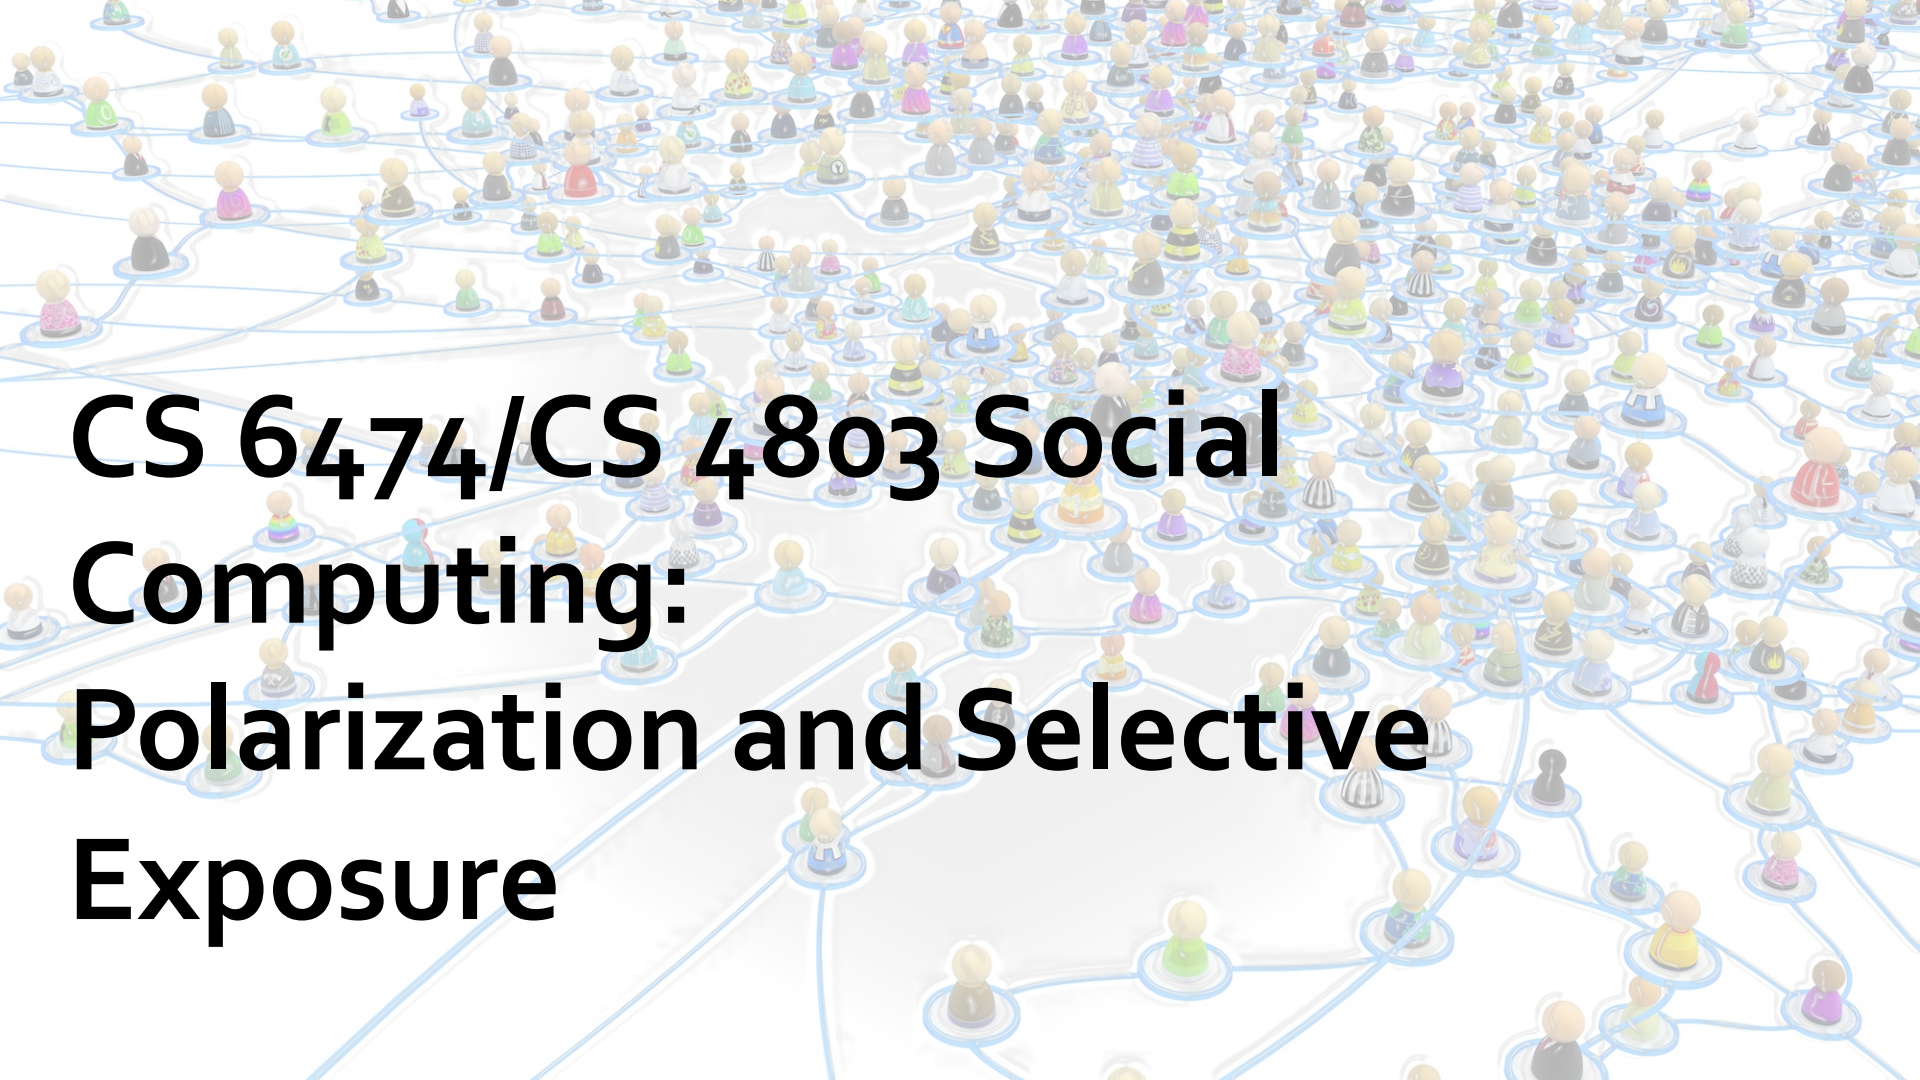 CS 6474/CS 4803 Social
Computing:
Polarization and Selective
Exposure